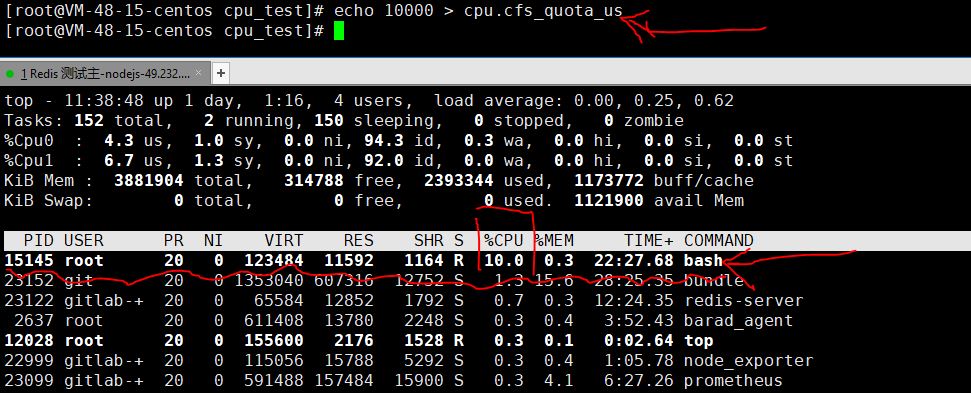 [root@VM-48-15-centos cpu_test]# echo 10000 > cpu.cfs_quota_us
[root@VM-48-15-centos cpu_test]#
1 Redis 测试主-nodejs-49.232.... × +
top - 11:38:48 up 1 day,  1:16,  4 users,  load average: 0.00, 0.25, 0.62
Tasks: 152 total,   2 running, 150 sleeping,   0 stopped,   0 zombie
%Cpu0  :  4.3 us,  1.0 sy,  0.0 ni, 94.3 id,  0.3 wa,  0.0 hi,  0.0 si,  0.0 st
%Cpu1  :  6.7 us,  1.3 sy,  0.0 ni, 92.0 id,  0.0 wa,  0.0 hi,  0.0 si,  0.0 st
KiB Mem :  3881904 total,   314788 free,  2393344 used,  1173772 buff/cache
KiB Swap:        0 total,        0 free,        0 used.  1121900 avail Mem
PID USER PR NI VIRT RES SHR S %CPU %MEM TIME+ COMMAND
15145 root 20 0 123484 11592 1164 R 10.0 0.3 22:27.68 bash
23152 git 20 0 1353040 607316 12752 S 15.6 28:25.35 bundle
23122 gitlab-+ 20 0 65584 12852 1792 S 0.7 0.3 12:24.35 redis-server
2637 root 20 0 611408 13780 2248 S 0.3 0.4 3:52.43 barad_agent
12028 root 20 0 155600 2176 1528 R 0.3 0.1 0:02.64 top
22999 gitlab-+ 20 0 115056 15788 5292 S 0.3 0.4 1:05.78 node_exporter
23099 gitlab-+ 20 0 591488 157484 15900 S 0.3 4.1 6:27.26 prometheus